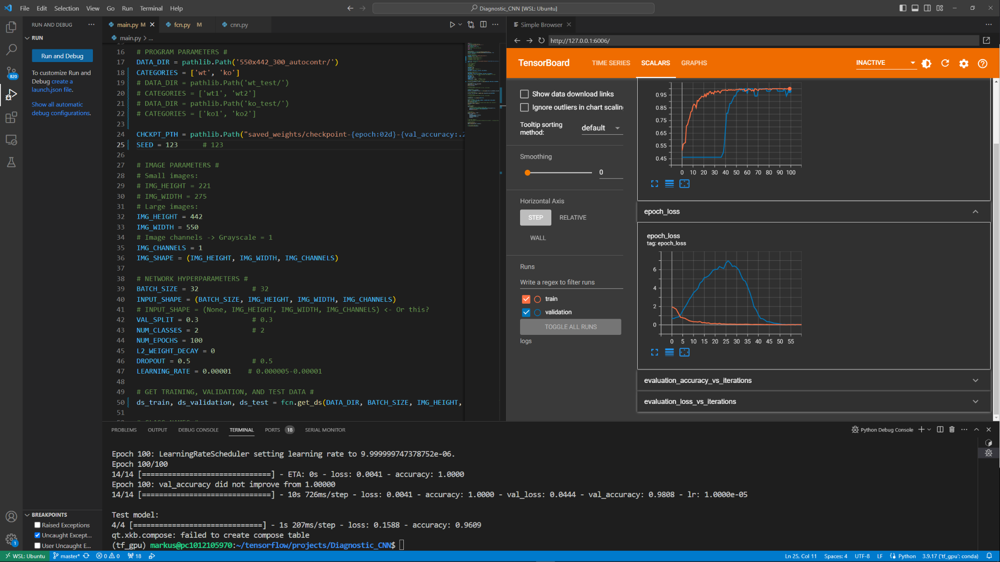 File Edit Selection View Go Run Terminal Help
Diagnostic_CNN [WSL: Ubuntu]
RUN AND DEBUG
main.py M
fcn.py M
cnn.py
Simple Browser
RUN
main.py > ...
http://127.0.0.1:6006/
Run and Debug
To customize Run and
Debug create a
launch.json file.
Show all automatic
debug configurations.
820
16 # PROGRAM PARAMETERS #
17 DATA_DIR = pathlib.Path('550x442_300_autocontr/')
18 CATEGORIES = ['wt', 'ko']
19 # DATA_DIR = pathlib.Path('wt_test/')
20 # CATEGORIES = ['wt1', 'wt2']
21 # DATA_DIR = pathlib.Path('ko_test/')
22 # CATEGORIES = ['ko1', 'ko2']
23
24 CHCKPT_PTH = pathlib.Path("saved_weights/checkpoint-{epoch:02d}-{val_accuracy:.2
25 SEED = 123 # 123
26
27 # IMAGE PARAMETERS #
28 # Small images:
29 # IMG_HEIGHT = 221
30 # IMG_WIDTH = 275
31 # Large images:
32 IMG_HEIGHT = 442
33 IMG_WIDTH = 550
34 # Image channels -> Grayscale = 1
35 IMG_CHANNELS = 1
36 IMG_SHAPE = (IMG_HEIGHT, IMG_WIDTH, IMG_CHANNELS)
37
38 # NETWORK HYPERPARAMETERS #
39 BATCH_SIZE = 32 # 32
40 INPUT_SHAPE = (BATCH_SIZE, IMG_HEIGHT, IMG_WIDTH, IMG_CHANNELS)
41 # INPUT_SHAPE = (None, IMG_HEIGHT, IMG_WIDTH, IMG_CHANNELS) <- Or this?
42 VAL_SPLIT = 0.3 # 0.3
43 NUM_CLASSES = 2 # 2
44 NUM_EPOCHS = 100
45 L2_WEIGHT_DECAY = 0
46 DROPOUT = 0.5 # 0.5
47 LEARNING_RATE = 0.00001 # 0.000005-0.00001
48
49 # GET TRAINING, VALIDATION, AND TEST DATA #
50 ds_train, ds_validation, ds_test = fcn.get_ds(DATA_DIR, BATCH_SIZE, IMG_HEIGHT,
51
TensorBoard TIME SERIES SCALARS GRAPHS INACTIVE
Show data download links
Ignore outliers in chart scalin
Tooltip sorting
method:
default
Smoothing
0
Horizontal Axis
STEP RELATIVE
WALL
Runs
Write a regex to filter runs
train
validation
TOGGLE ALL RUNS
logs
0.95
0.85
0.75
0.65
0.55
0.45
0 10 20 30 40 50 60 70 80 90 100
epoch_loss
epoch_loss
tag: epoch_loss
6
4
2
0
0 5 10 15 20 25 30 35 40 45 50 55
evaluation_accuracy_vs_iterations
evaluation_loss_vs_iterations
PROBLEMS OUTPUT DEBUG CONSOLE TERMINAL PORTS 18 SERIAL MONITOR
Python Debug Console
Epoch 100: LearningRateScheduler setting learning rate to 9.999999747378752e-06.
Epoch 100/100
14/14 [==============================] - ETA: 0s - loss: 0.0041 - accuracy: 1.0000
Epoch 100: val_accuracy did not improve from 1.00000
14/14 [==============================] - 10s 726ms/step - loss: 0.0041 - accuracy: 1.0000 - val_loss: 0.0444 - val_accuracy: 0.9808 - lr: 1.0000e-05
Test model:
4/4 [==============================] - 1s 207ms/step - loss: 0.1588 - accuracy: 0.9609
qt.xkb.compose: failed to create compose table
(tf_gpu) markus@pc1012105970:~/tensorflow/projects/Diagnostic_CNN$
BREAKPOINTS
Raised Exceptions
Uncaught Except...
User Uncaught E...
1
WSL: Ubuntu master* 0 0 18
Ln 25, Col 11 Spaces: 4 UTF-8 LF Python 3.9.17 ('tf_gpu': conda)